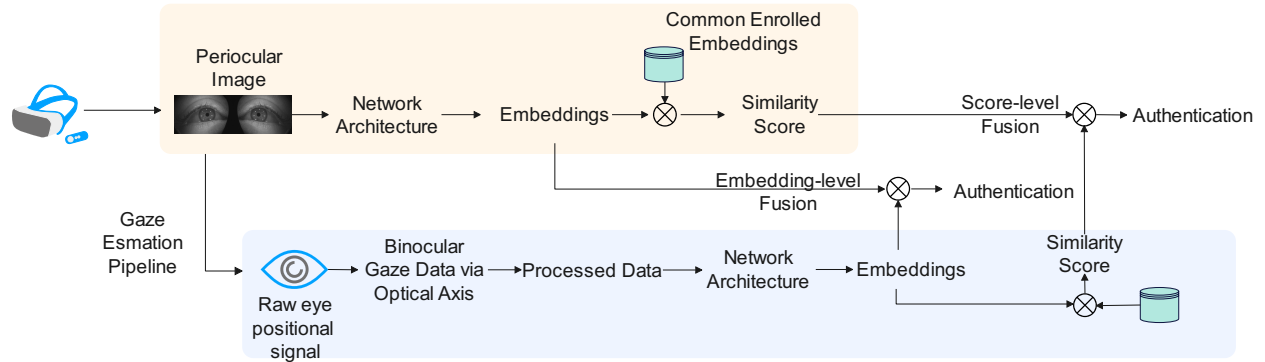 Common Enrolled
Embeddings
Periocular
Image
Network
Architecture
Embeddings
Similarity
Score
Score-level
Fusion
Authentication
Embedding-level
Fusion
Authentication
Gaze
Esmation
Pipeline
Raw eye
positional
signal
Binocular
Gaze Data via
Optical Axis
Processed Data
Network
Architecture
Embeddings
Similarity
Score